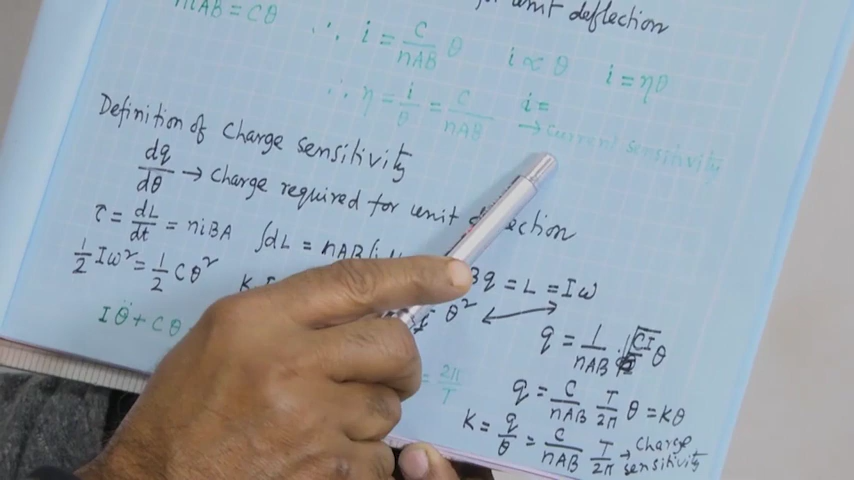 unit deflection
niAB = Cθ ∴ i = C/nAB θ i ∝ θ i = ηθ
∴ η = i/θ = C/nAB i =
→ Current sensitivity
Definition of charge sensitivity
dq/dθ → charge required for unit deflection
τ = dL/dt = niBA ∫dL = nAB q = L = Iω
½ Iω² = ½ Cθ² θ²
q = 1/nAB √CI θ
Iθ̈ + Cθ = 2π/T
q = C/nAB T/2π θ = Kθ
K = q/θ = C/nAB T/2π → charge sensitivity